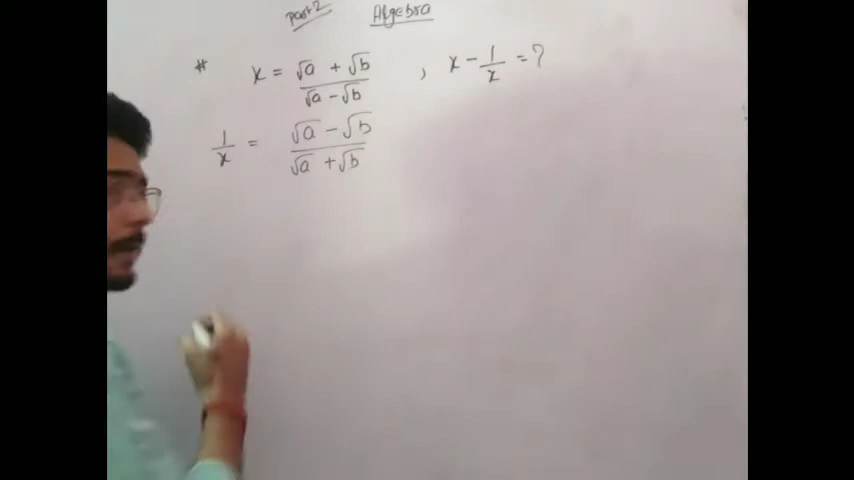 Part 2 Algebra
# x = √a + √b / √a - √b , x - 1/x = ?
1/x = √a - √b / √a + √b